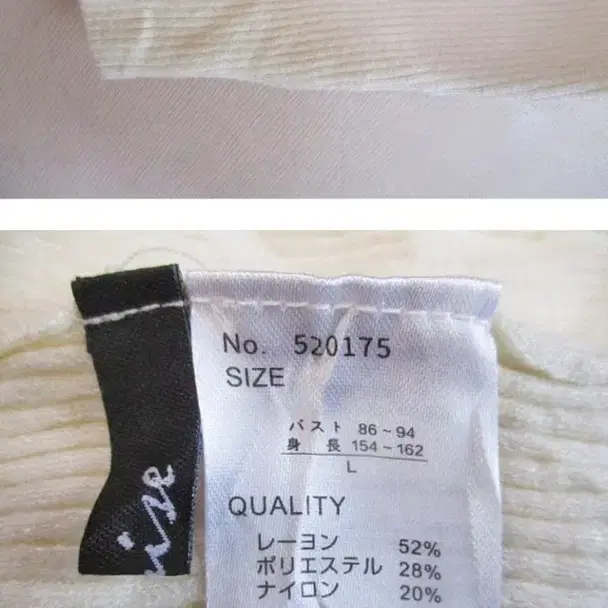 No. 520175
SIZE
バスト 86~94
身長 154~162
L
QUALITY
レーヨン 52%
ポリエステル 28%
ナイロン 20%